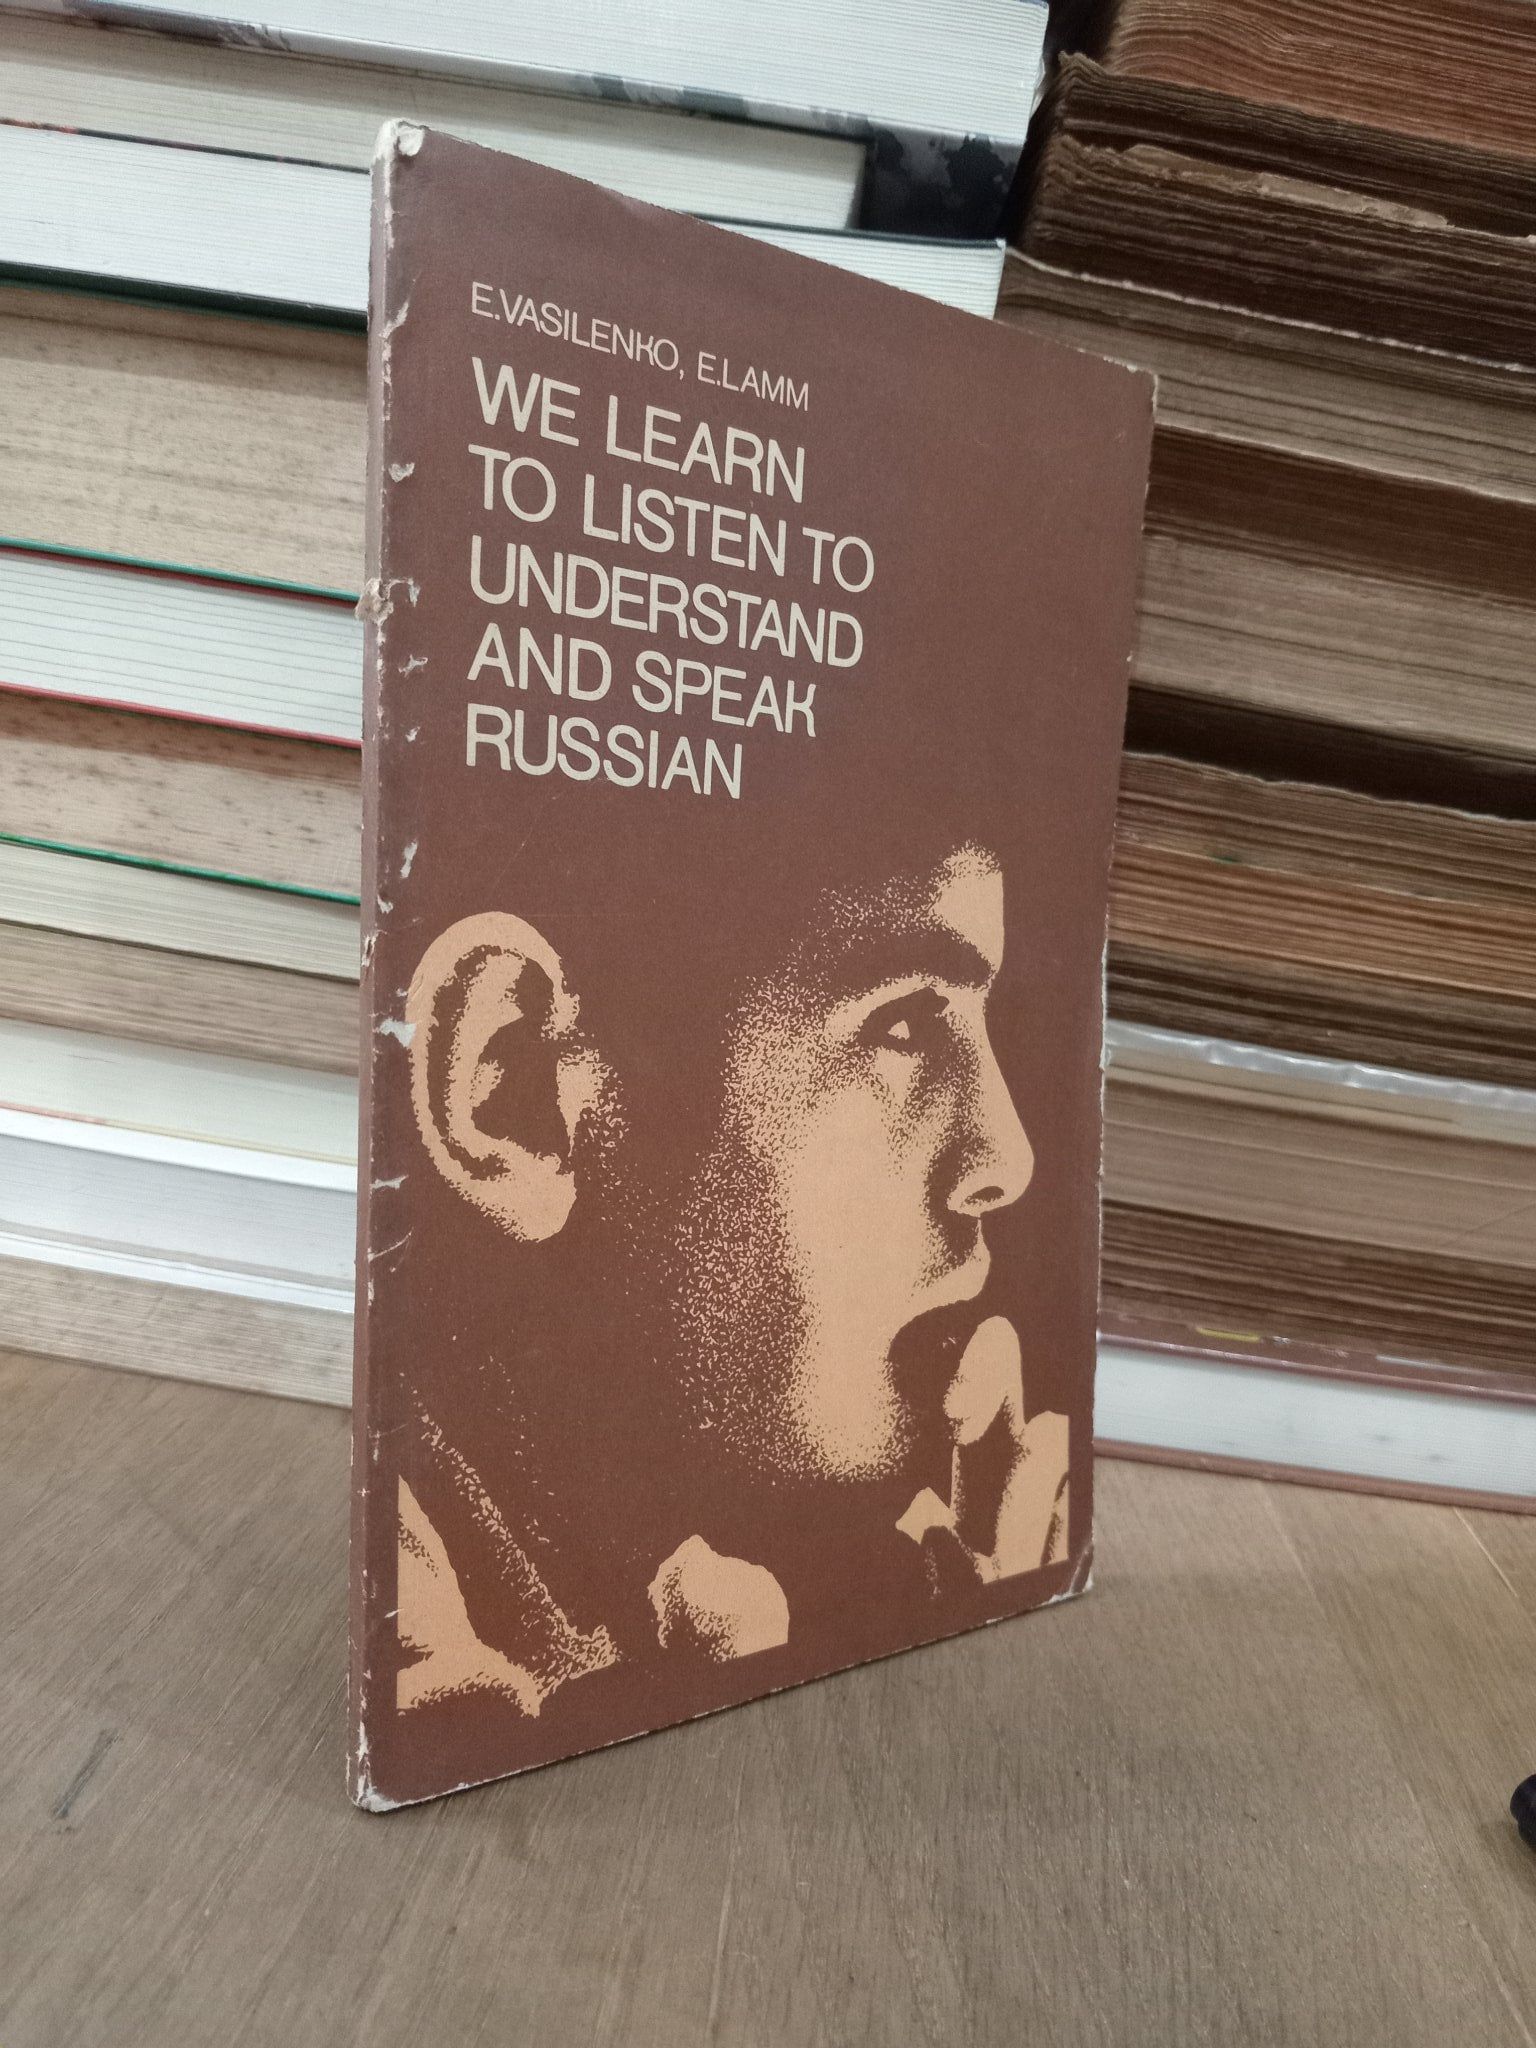 E.VASILENKO, E.LAMM
WE LEARN
TO LISTEN TO
UNDERSTAND
AND SPEAK
RUSSIAN